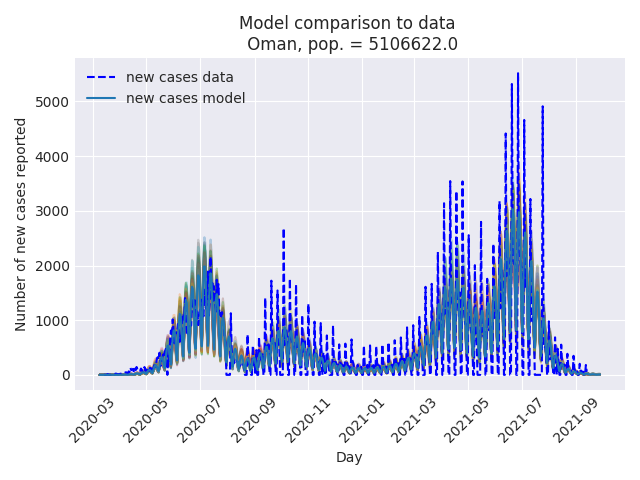 Model comparison to data
Oman, pop. = 5106622.0
new cases data
new cases model
Number of new cases reported
5000
4000
3000
2000
1000
0
2020-03
2020-05
2020-07
2020-09
2020-11
2021-01
2021-03
2021-05
2021-07
2021-09
Day